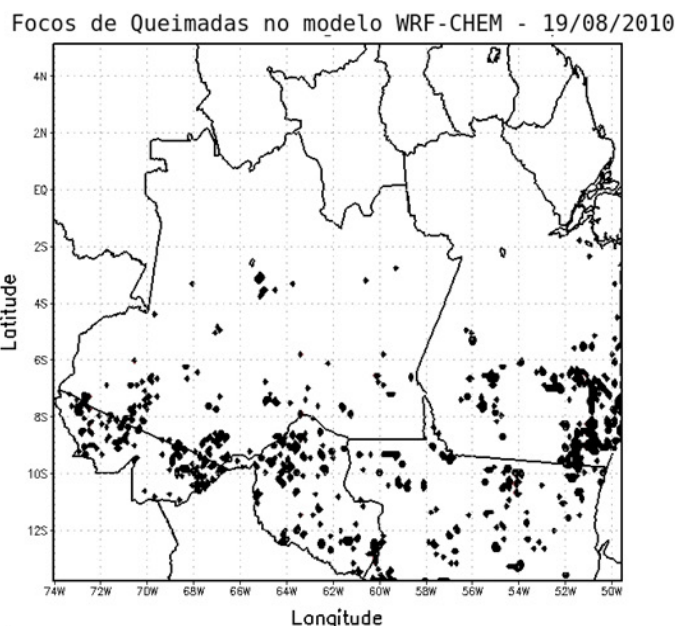 Focos de Queimadas no modelo WRF-CHEM - 19/08/2010
4N
2N
EQ
2S
4S
6S
8S
10S
12S
Latitude
74W 72W 70W 68W 66W 64W 62W 60W 58W 56W 54W 52W 50W
Longitude